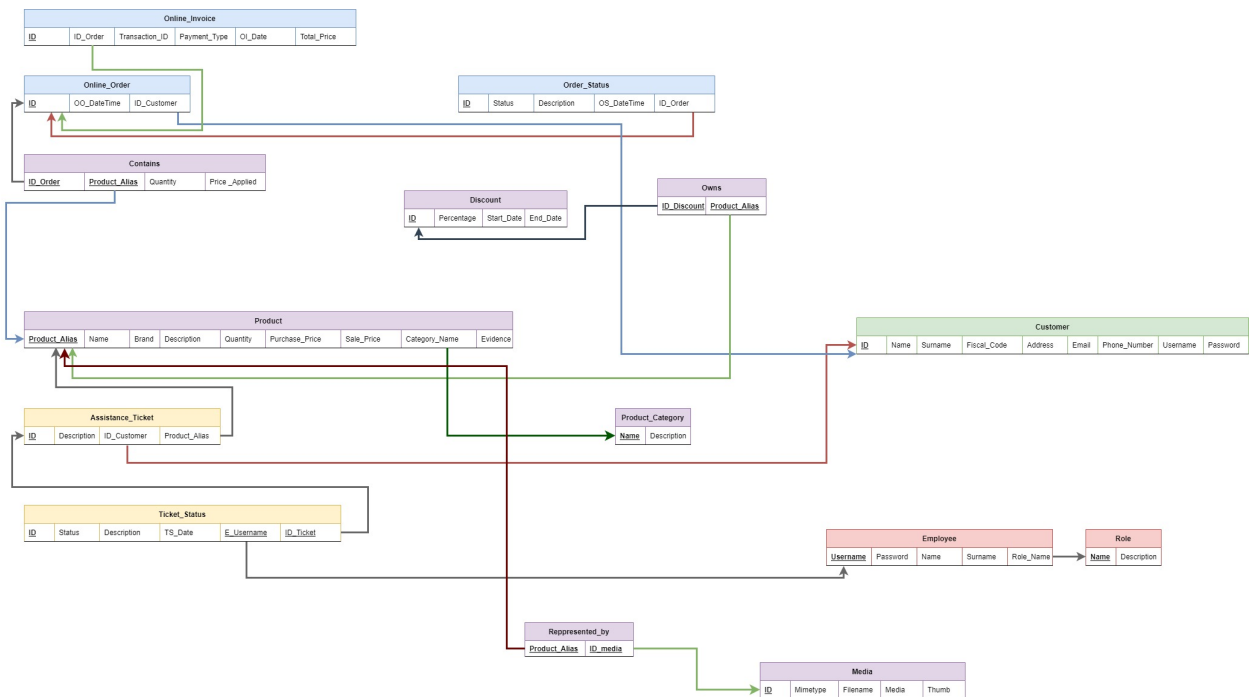 Online_Invoice
ID ID_Order Transaction_ID Payment_Type OI_Date Total_Price
Online_Order
ID OO_DateTime ID_Customer
Order_Status
ID Status Description OS_DateTime ID_Order
Contains
ID_Order Product_Alias Quantity Price _Applied
Discount
ID Percentage Start_Date End_Date
Owns
ID_Discount Product_Alias
Product
Product_Alias Name Brand Description Quantity Purchase_Price Sale_Price Category_Name Evidence
Customer
ID Name Surname Fiscal_Code Address Email Phone_Number Username Password
Assistance_Ticket
ID Description ID_Customer Product_Alias
Product_Category
Name Description
Ticket_Status
ID Status Description TS_Date E_Username ID_Ticket
Employee
Username Password Name Surname Role_Name
Role
Name Description
Reppresented_by
Product_Alias ID_media
Media
ID Mimetype Filename Media Thumb